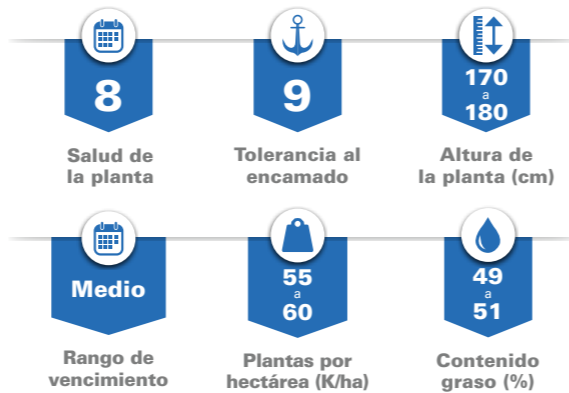 8
Salud de
la planta
9
Tolerancia al
encamado
170
a
180
Altura de
la planta (cm)
Medio
Rango de
vencimiento
55
a
60
Plantas por
hectárea (K/ha)
49
a
51
Contenido
graso (%)